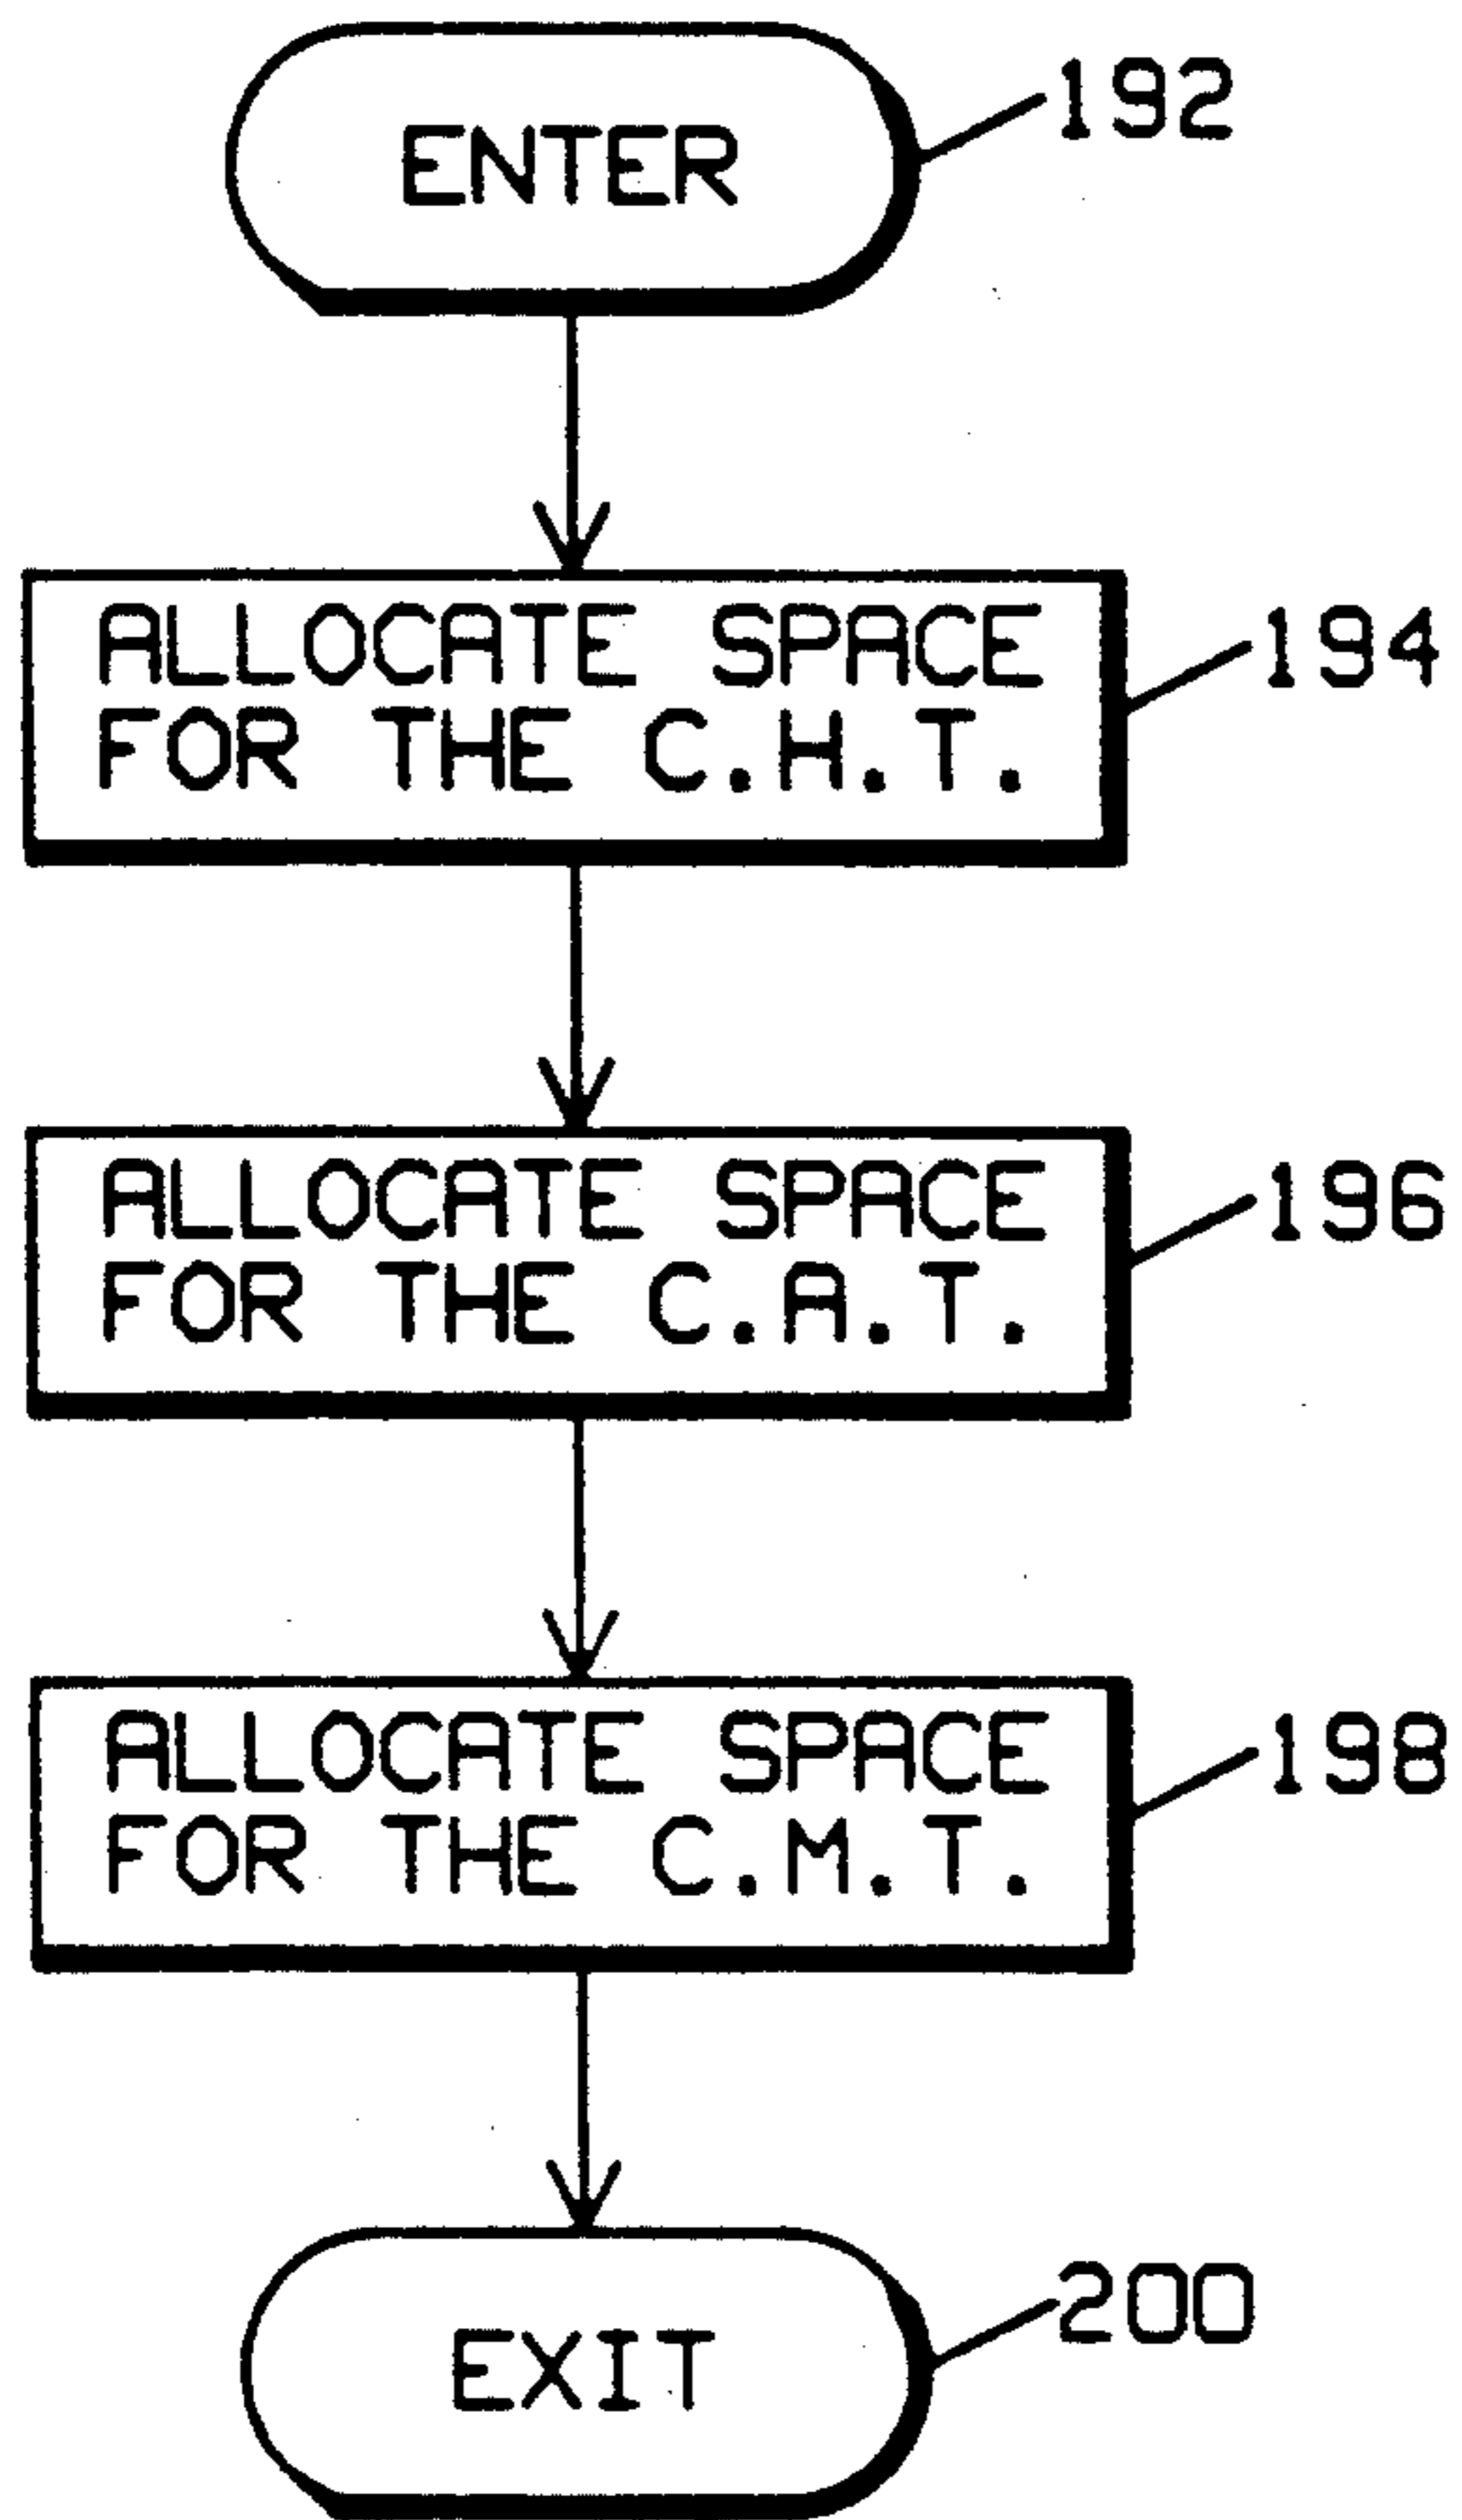 ENTER
192
ALLOCATE SPACE
FOR THE C.H.T.
194
ALLOCATE SPACE
FOR THE C.A.T.
196
ALLOCATE SPACE
FOR THE C.M.T.
198
EXIT
200